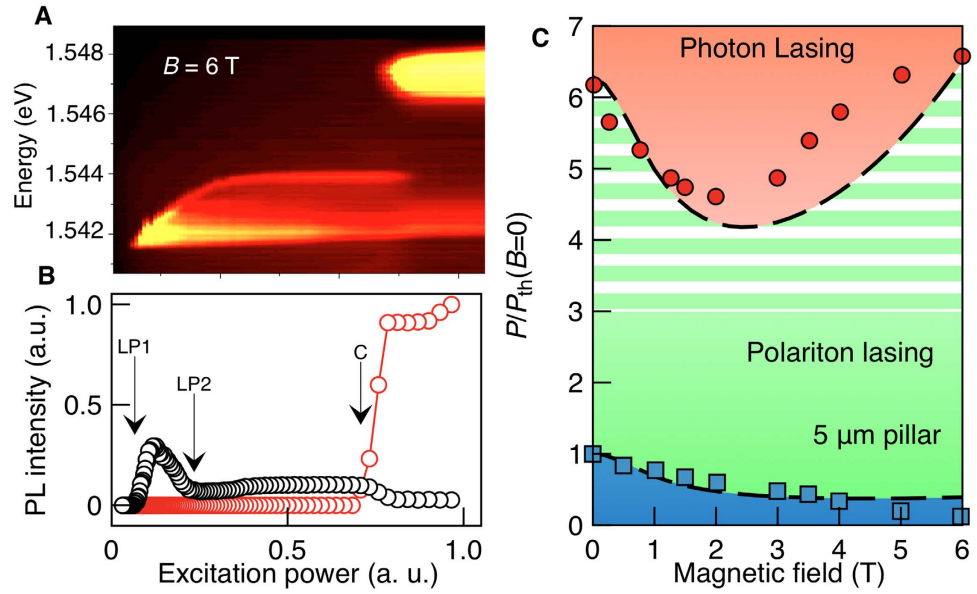 A
B = 6 T
1.548
1.546
1.544
1.542
Energy (eV)
B
1.0
0.5
0
PL intensity (a.u.)
LP1
LP2
C
0
0.5
1.0
Excitation power (a. u.)
C
7
6
5
4
3
2
1
0
P/Pth(B=0)
Photon Lasing
Polariton lasing
5 µm pillar
0
1
2
3
4
5
6
Magnetic field (T)